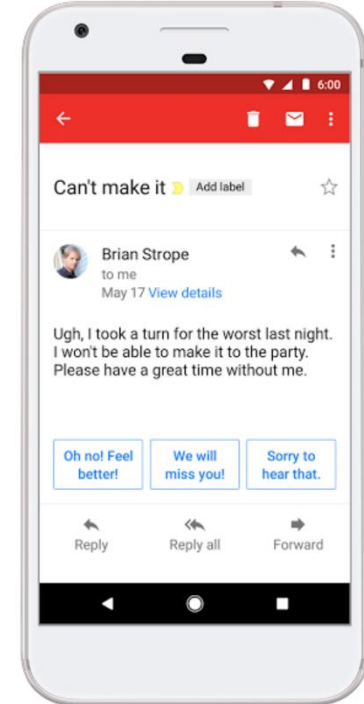 6:00
Can't make it Add label
Brian Strope
to me
May 17 View details
Ugh, I took a turn for the worst last night.
I won't be able to make it to the party.
Please have a great time without me.
Oh no! Feel
better!
We will
miss you!
Sorry to
hear that.
Reply Reply all Forward